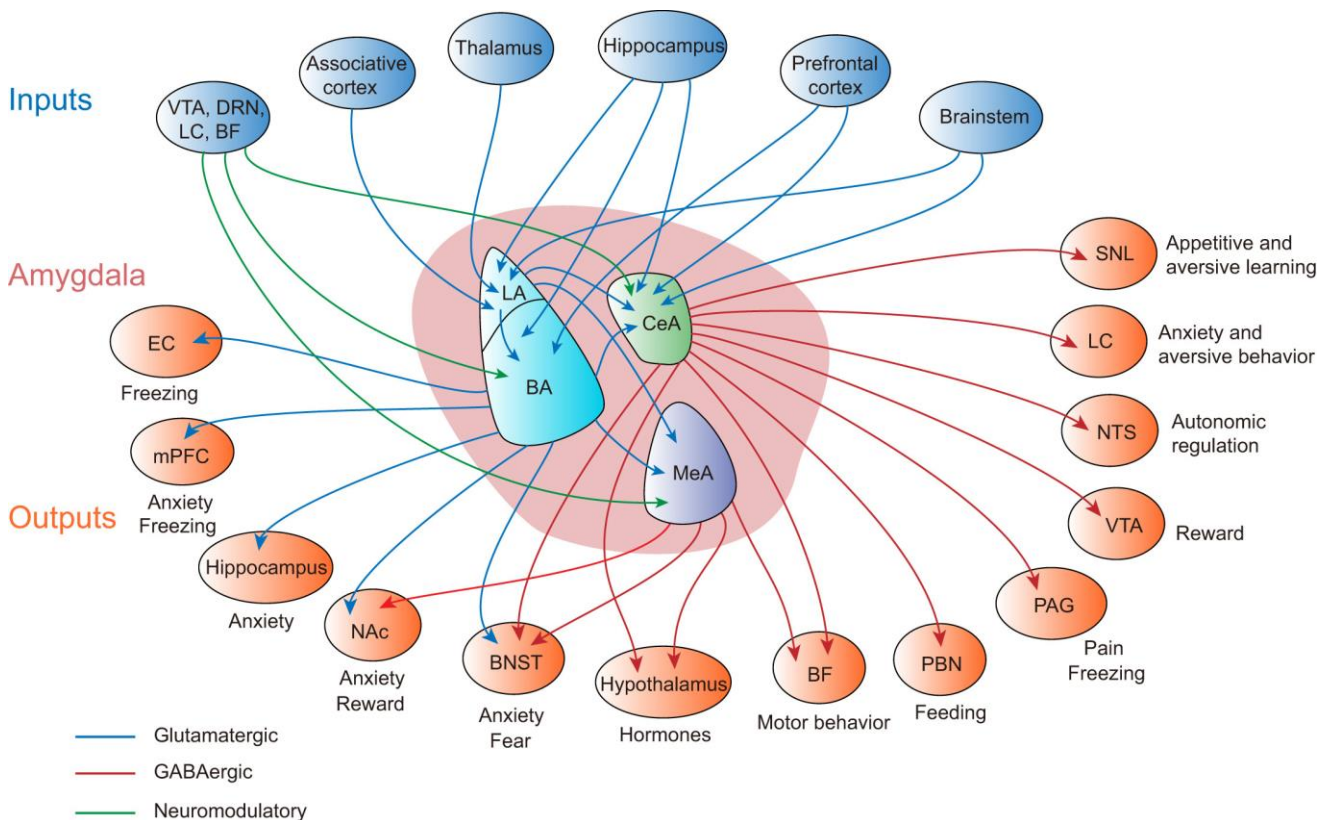 Inputs
VTA, DRN,
LC, BF
Associative
cortex
Thalamus
Hippocampus
Prefrontal
cortex
Brainstem
Amygdala
LA
BA
CeA
MeA
Outputs
EC
Freezing
mPFC
Anxiety
Freezing
Hippocampus
Anxiety
NAc
Anxiety
Reward
BNST
Anxiety
Fear
Hypothalamus
Hormones
BF
Motor behavior
PBN
Feeding
PAG
Pain
Freezing
VTA
Reward
NTS
Autonomic
regulation
LC
Anxiety and
aversive behavior
SNL
Appetitive and
aversive learning
Glutamatergic
GABAergic
Neuromodulatory